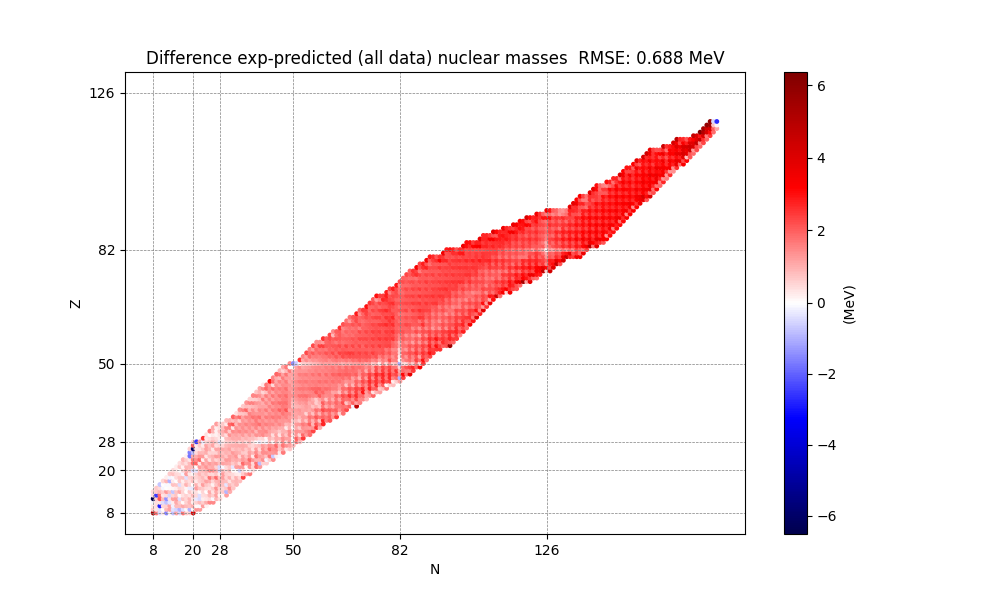 Difference exp-predicted (all data) nuclear masses  RMSE: 0.688 MeV
126
82
50
28
20
8
Z
8 20 28 50 82 126
N
6
4
2
0
−2
−4
−6
(MeV)